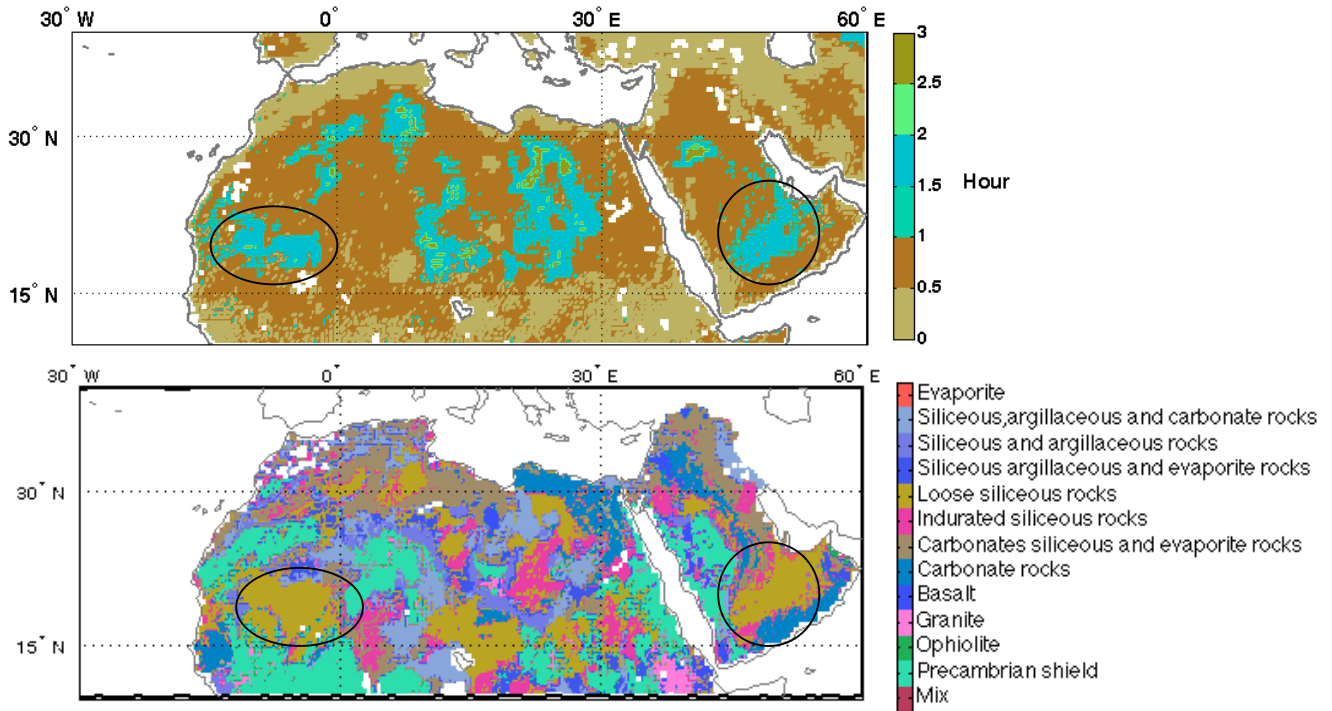 30° W 0° 30° E 60° E
30° N
15° N
3
2.5
2
1.5
1
0.5
0
Hour
30° W 0° 30° E 60° E
30° N
15° N
Evaporite
Siliceous,argillaceous and carbonate rocks
Siliceous and argillaceous rocks
Siliceous argillaceous and evaporite rocks
Loose siliceous rocks
Indurated siliceous rocks
Carbonates siliceous and evaporite rocks
Carbonate rocks
Basalt
Granite
Ophiolite
Precambrian shield
Mix